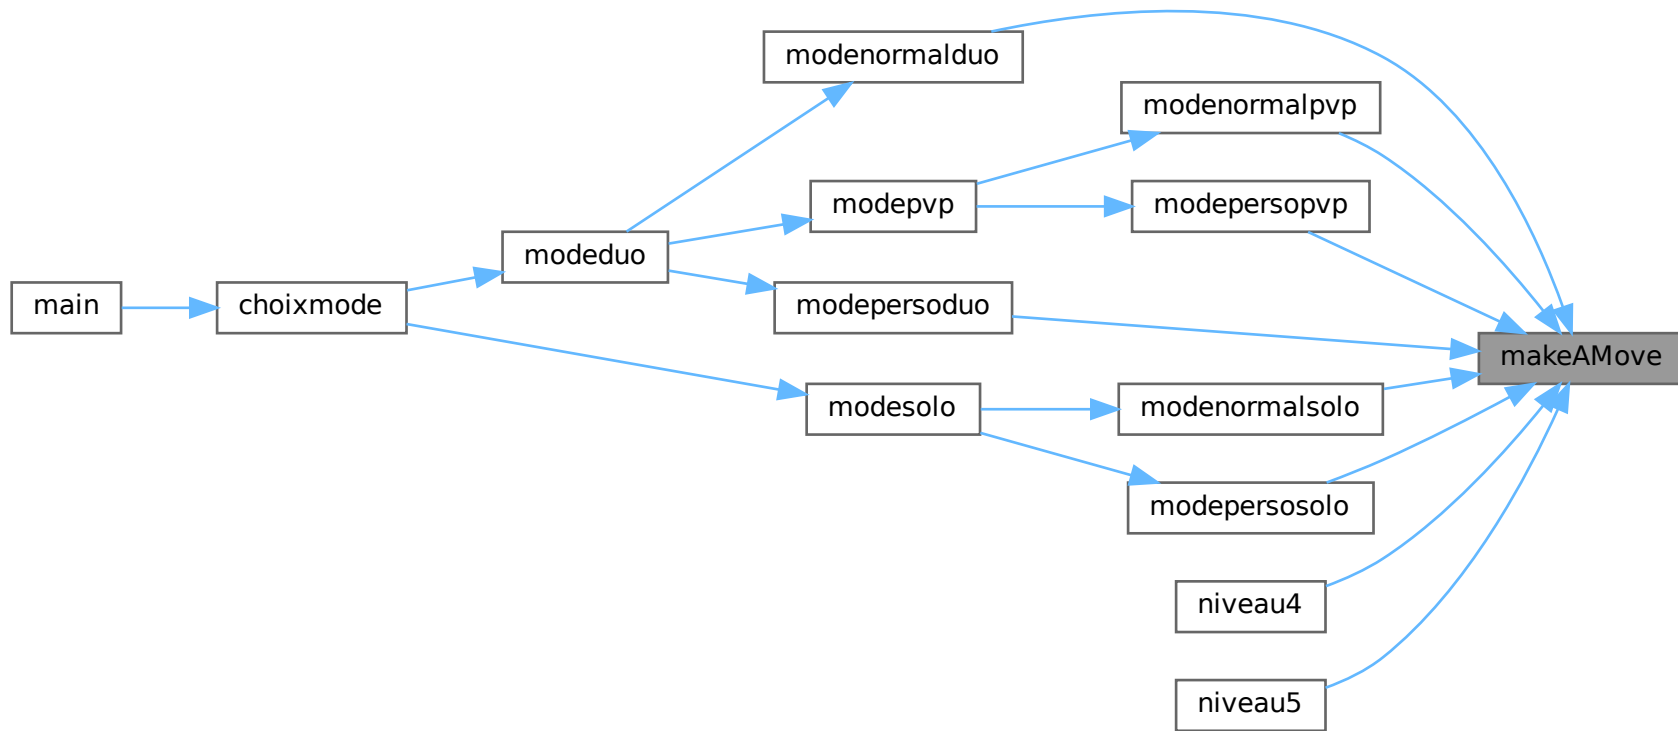 modenormalduo
modenormalpvp
modepvp
modepersopvp
modeduo
main
choixmode
modepersoduo
makeAMove
modesolo
modenormalsolo
modepersosolo
niveau4
niveau5